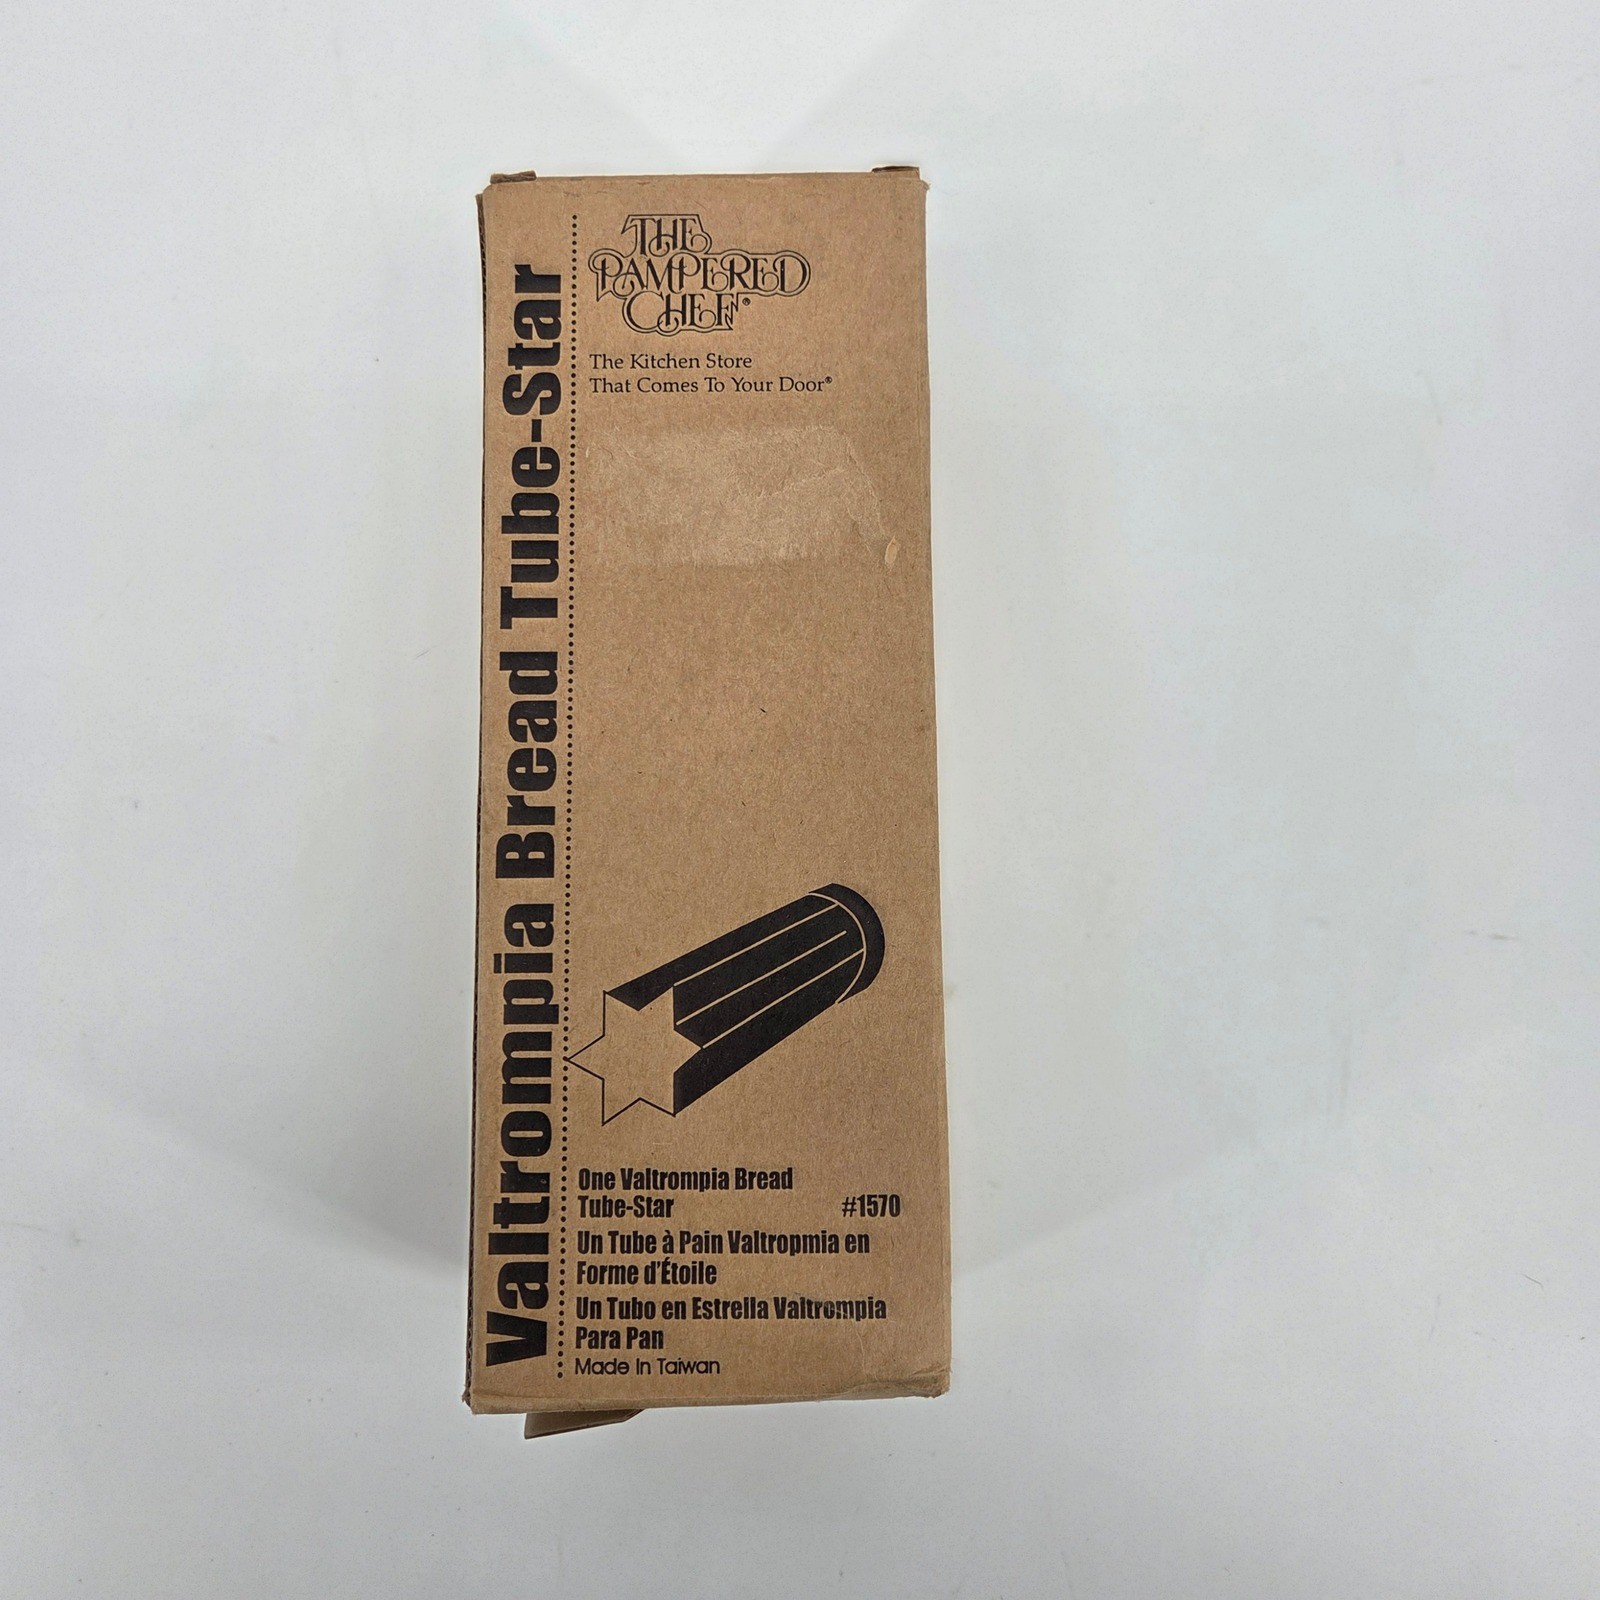 Valtrompia Bread Tube-Star
THE
PAMPERED
CHEF®
The Kitchen Store
That Comes To Your Door®
One Valtrompia Bread
Tube-Star #1570
Un Tube à Pain Valtropmia en
Forme d'Étoile
Un Tubo en Estrella Valtrompia
Para Pan
Made In Taiwan